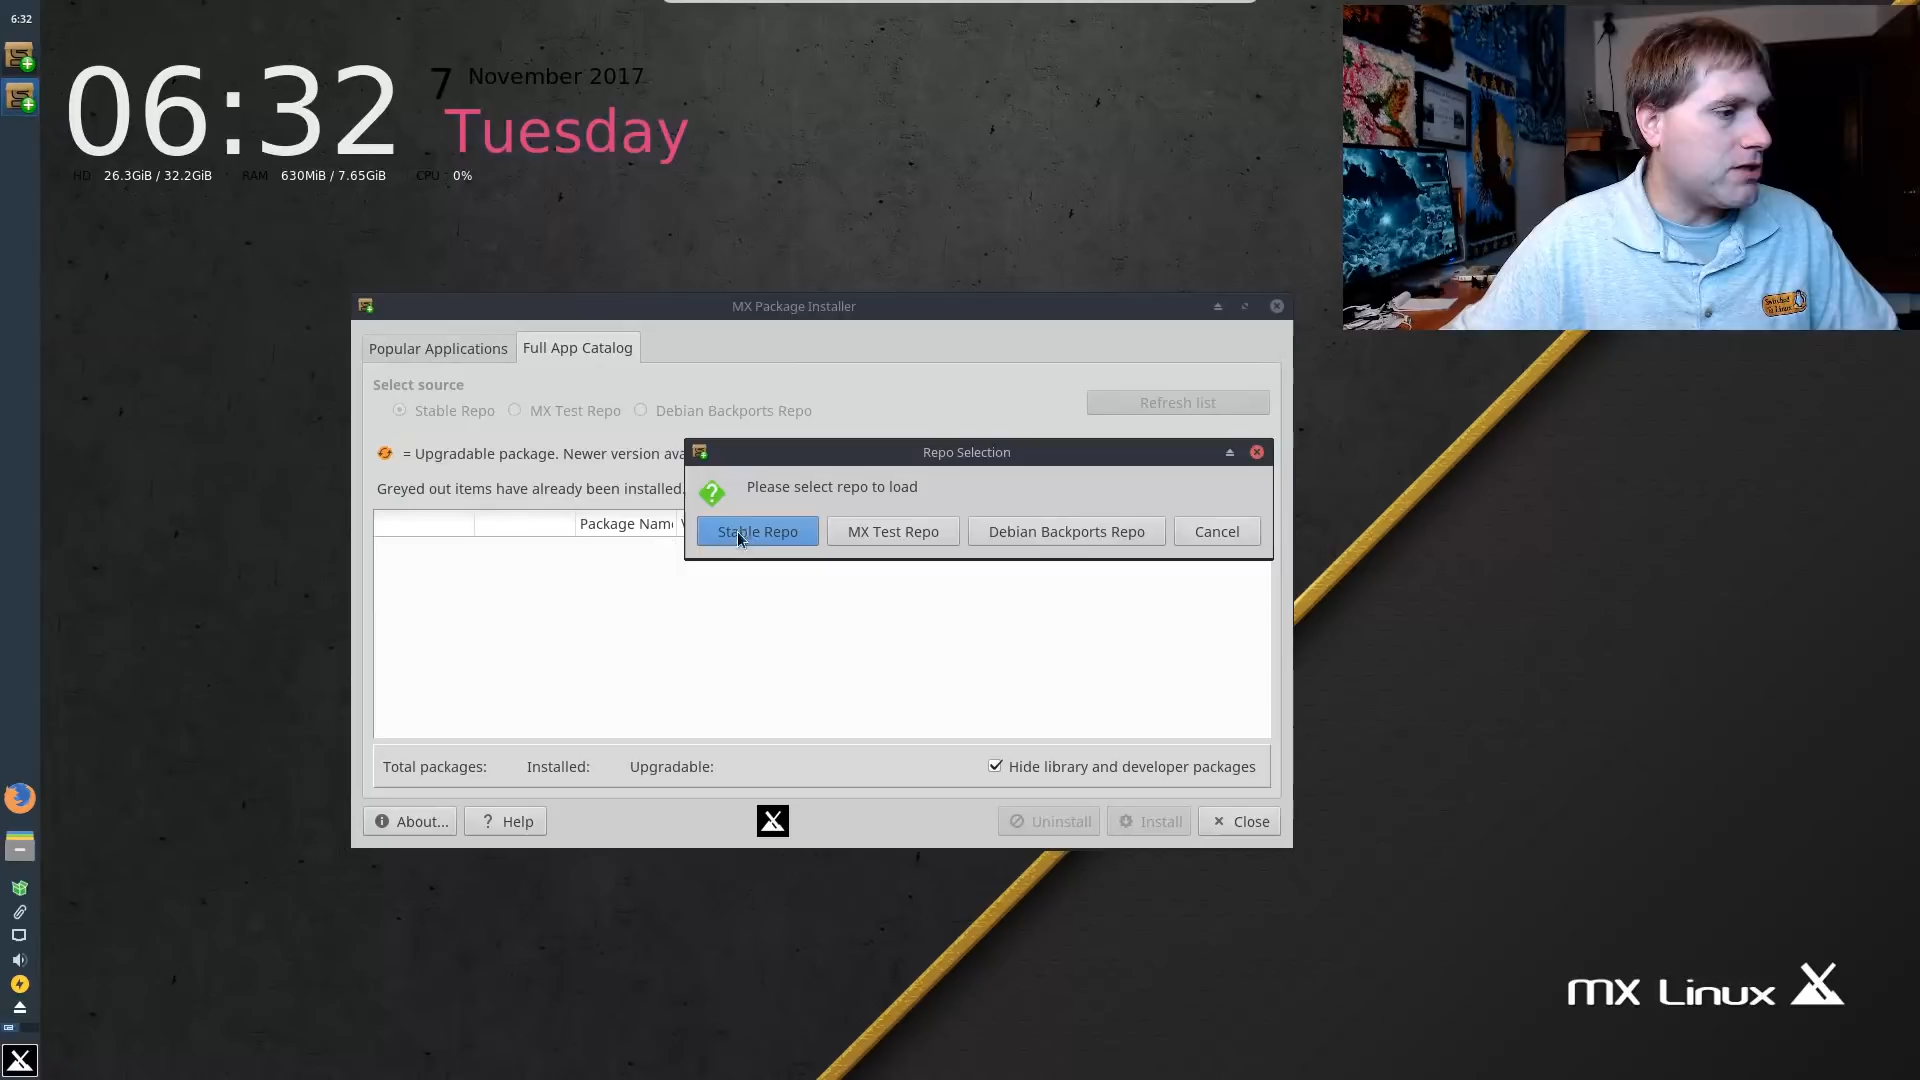 6:32
06:32
7 November 2017
Tuesday
HD 26.3GiB / 32.2GiB RAM 630MiB / 7.65GiB CPU 0%
MX Package Installer
Popular Applications
Full App Catalog
Select source
Stable Repo
MX Test Repo
Debian Backports Repo
Refresh list
= Upgradable package. Newer version ava
Greyed out items have already been installed.
Package Nam
Repo Selection
Please select repo to load
Stable Repo
MX Test Repo
Debian Backports Repo
Cancel
Total packages:
Installed:
Upgradable:
Hide library and developer packages
About...
Help
Uninstall
Install
Close
Switched
To Linux
mx Linux